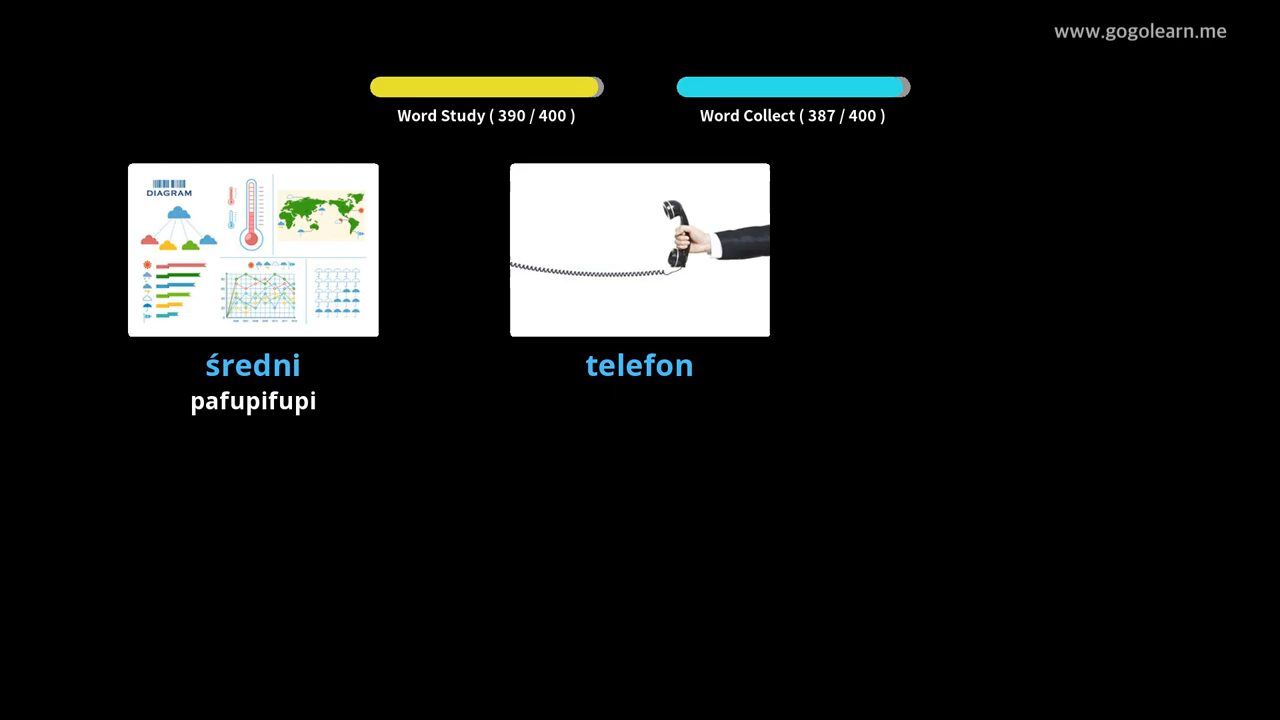 www.gogolearn.me
Word Study ( 390 / 400 )
Word Collect ( 387 / 400 )
DIAGRAM
średni
telefon
pafupifupi